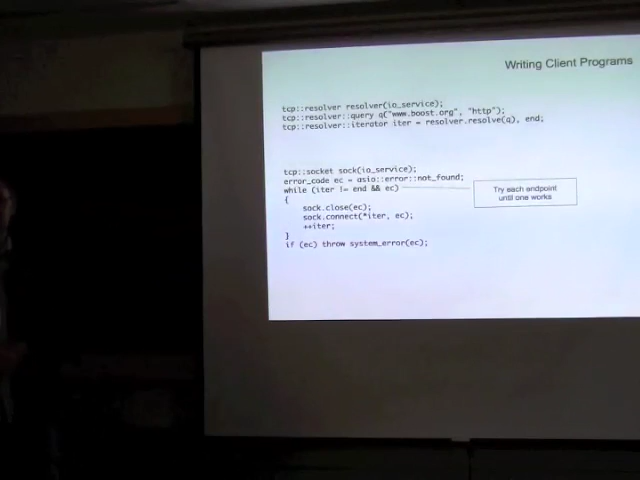 Writing Client Programs
tcp::resolver resolver(io_service);
tcp::resolver::query q("www.boost.org", "http");
tcp::resolver::iterator iter = resolver.resolve(q), end;
tcp::socket sock(io_service);
error_code ec = asio::error::not_found;
while (iter != end && ec)
{
sock.close(ec);
sock.connect(*iter, ec);
++iter;
}
if (ec) throw system_error(ec);
Try each endpoint
until one works